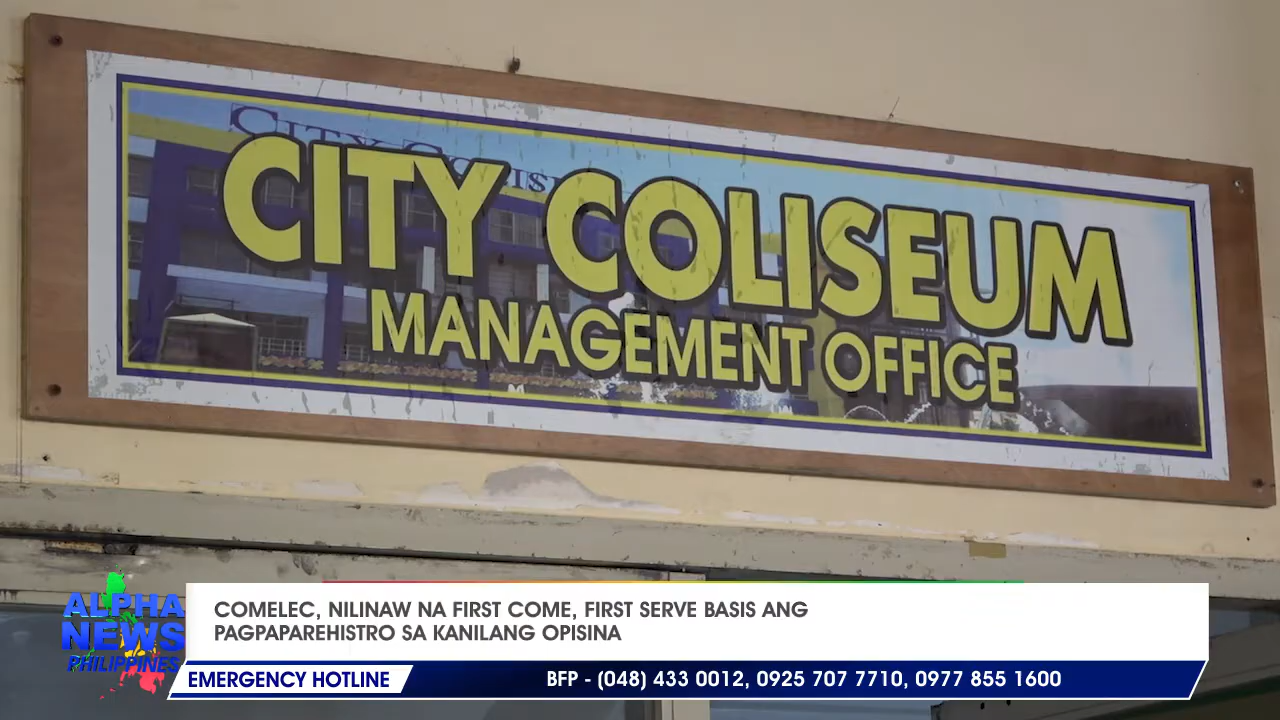 CITY COLISEUM
MANAGEMENT OFFICE
COMELEC, NILINAW NA FIRST COME, FIRST SERVE BASIS ANG
PAGPAPAREHISTRO SA KANILANG OPISINA
ALPHA
NEWS
PHILIPPINES
EMERGENCY HOTLINE
BFP - (048) 433 0012, 0925 707 7710, 0977 855 1600